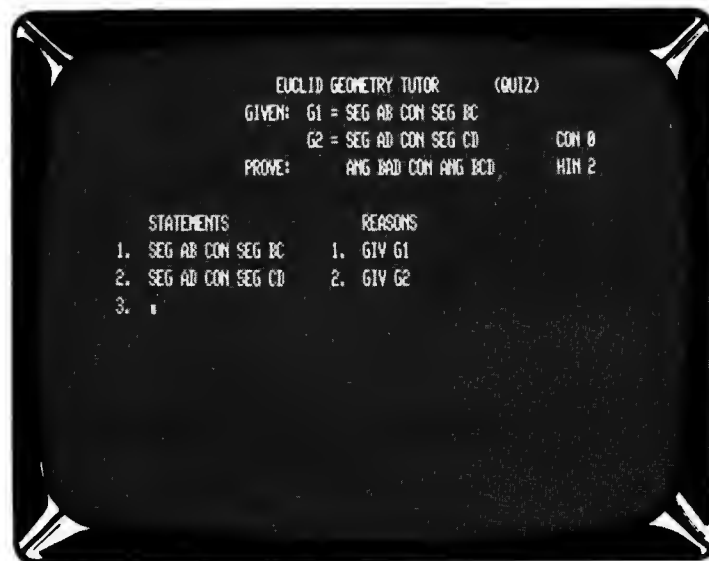 EUCLID GEOMETRY TUTOR (QUIZ)
GIVEN: G1 = SEG AB CON SEG BC
G2 = SEG AD CON SEG CD CON 0
PROVE: ANG BAD CON ANG BCD HIN 2
STATEMENTS REASONS
1. SEG AB CON SEG BC 1. GIV G1
2. SEG AD CON SEG CD 2. GIV G2
3.